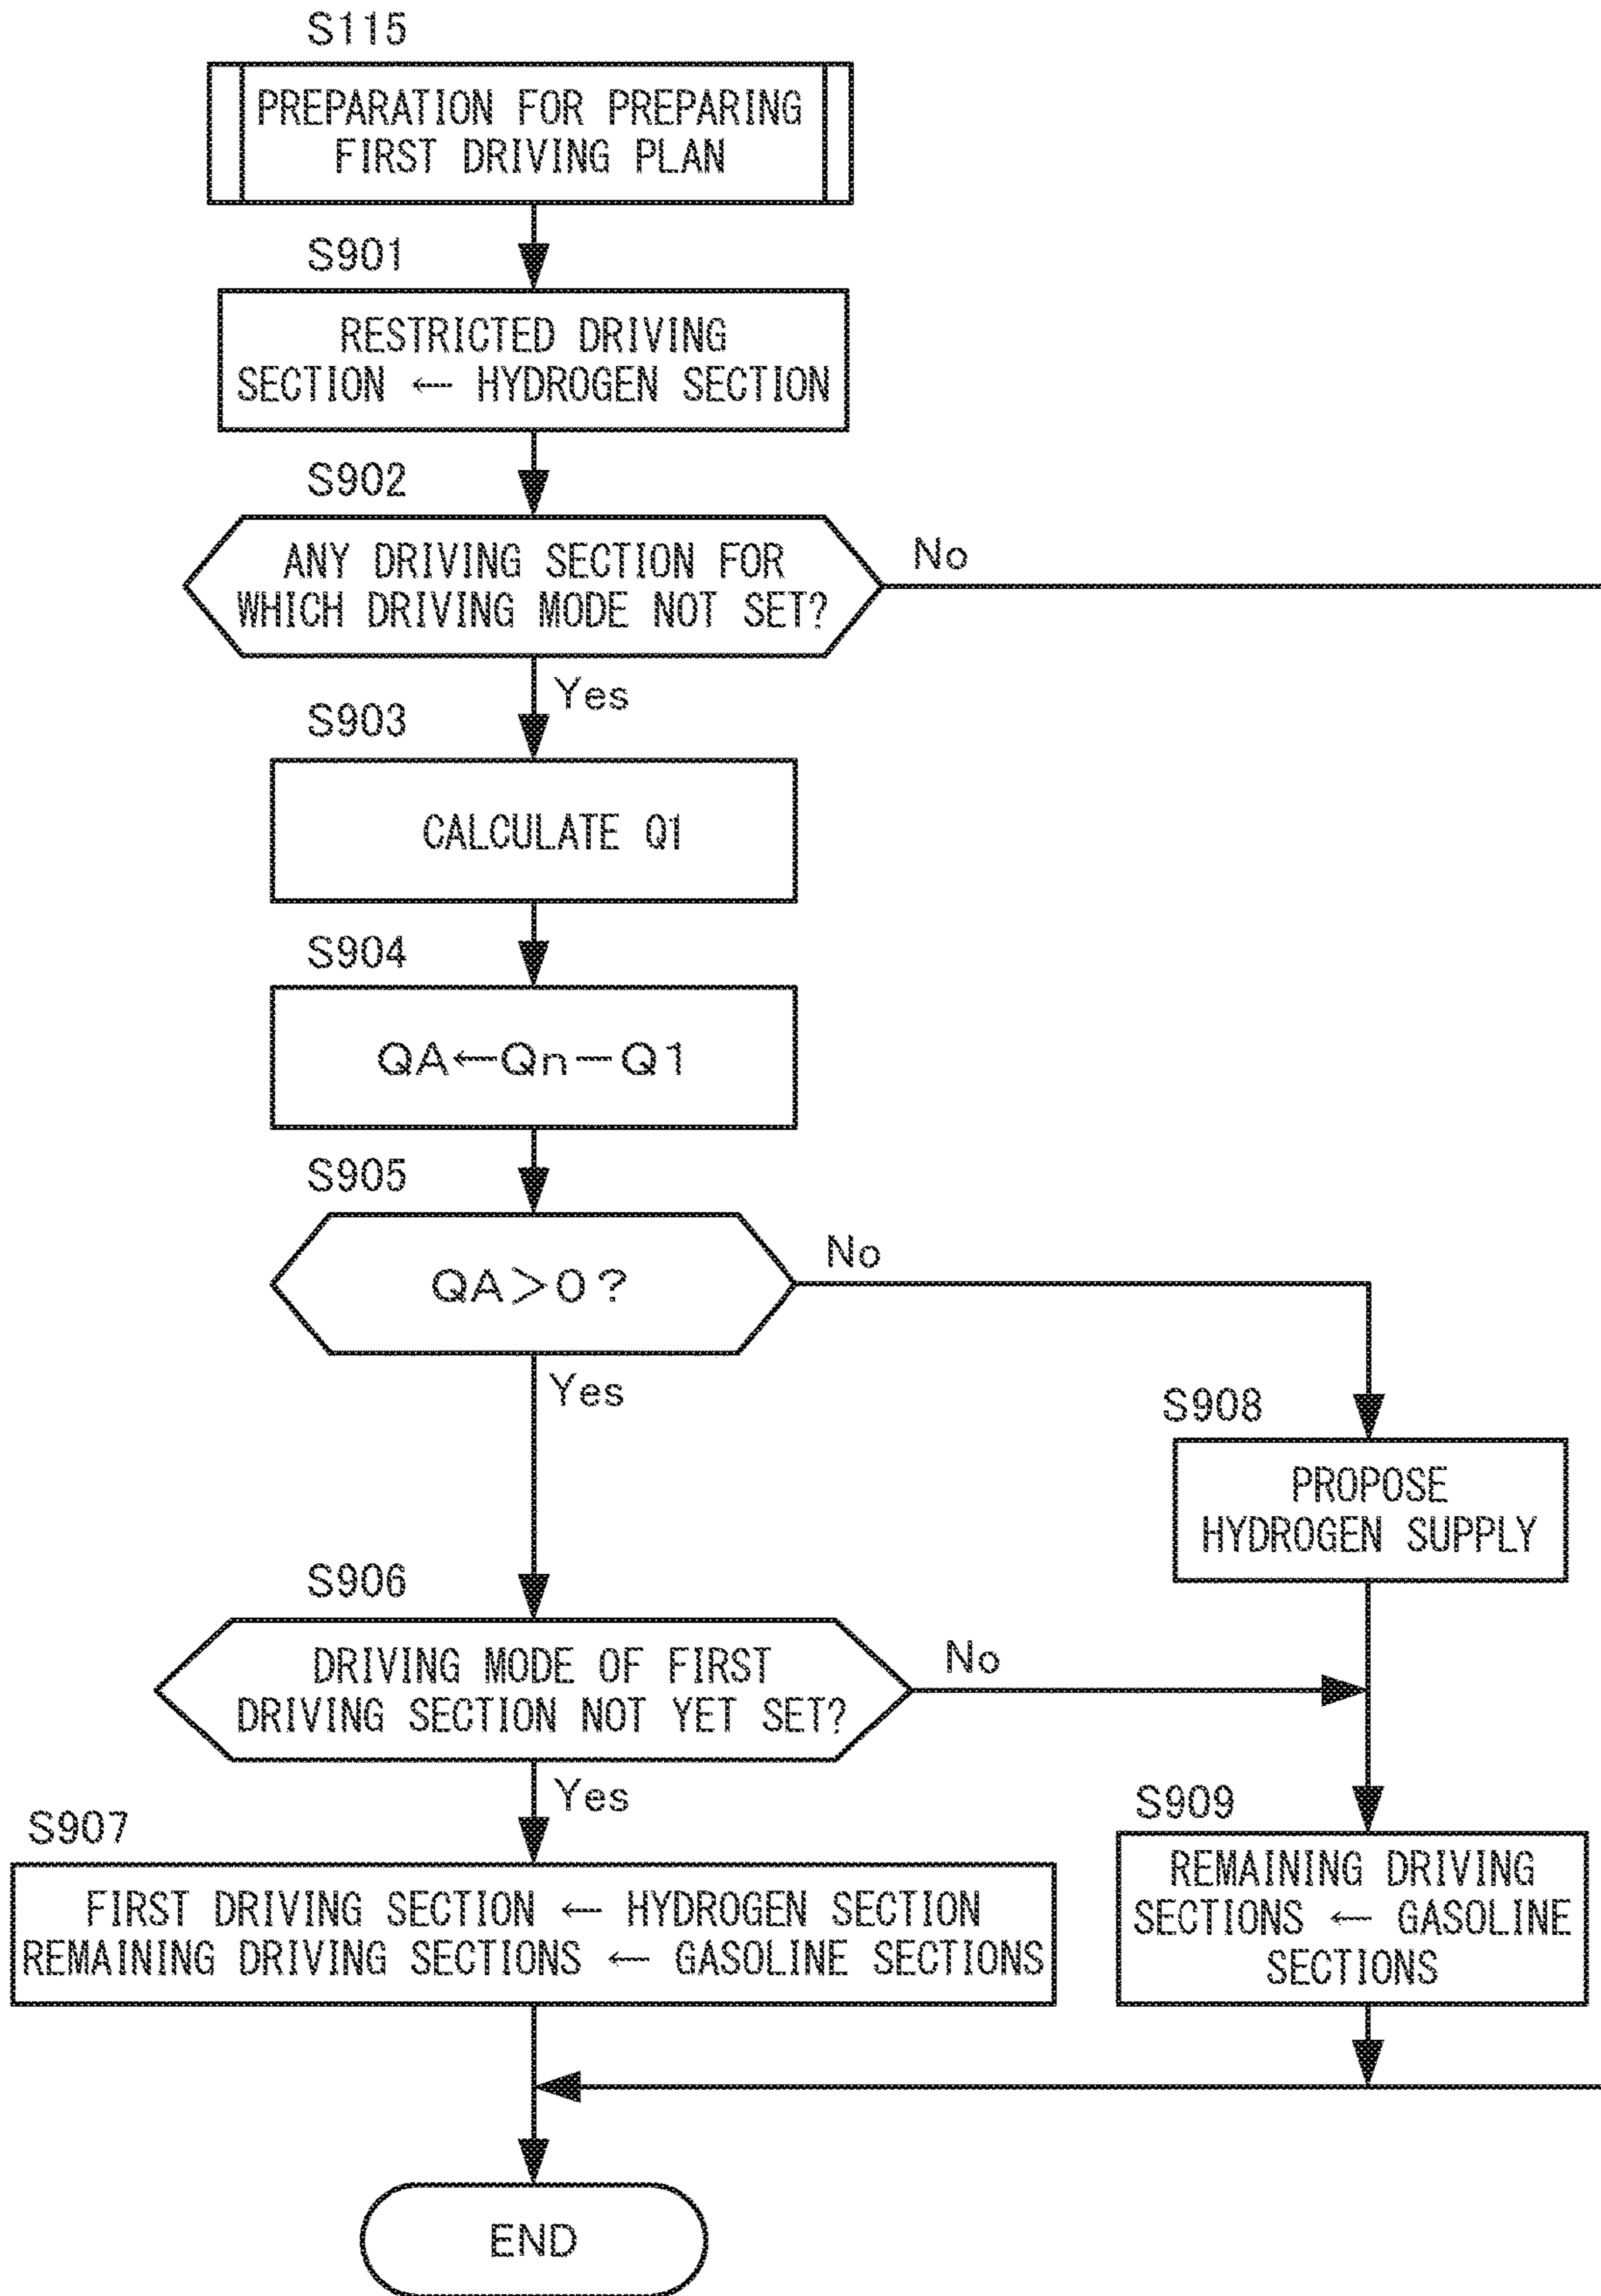 S115
PREPARATION FOR PREPARING
FIRST DRIVING PLAN
S901
RESTRICTED DRIVING
SECTION ← HYDROGEN SECTION
S902
ANY DRIVING SECTION FOR
WHICH DRIVING MODE NOT SET?
No
Yes
S903
CALCULATE Q1
S904
QA←Qn−Q1
S905
QA>0?
No
Yes
S908
PROPOSE
HYDROGEN SUPPLY
S906
DRIVING MODE OF FIRST
DRIVING SECTION NOT YET SET?
No
Yes
S907
FIRST DRIVING SECTION ← HYDROGEN SECTION
REMAINING DRIVING SECTIONS ← GASOLINE SECTIONS
S909
REMAINING DRIVING
SECTIONS ← GASOLINE
SECTIONS
END